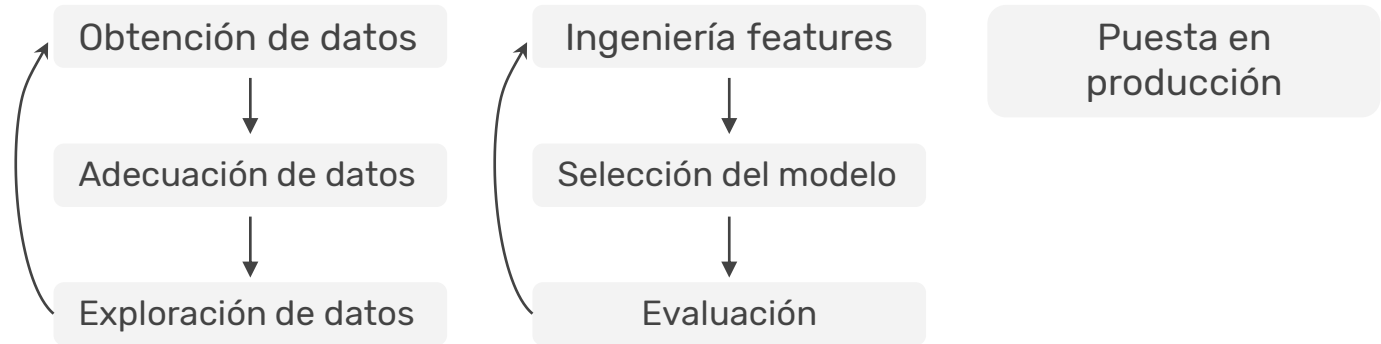 Obtención de datos
Adecuación de datos
Exploración de datos
Ingeniería features
Selección del modelo
Evaluación
Puesta en
producción